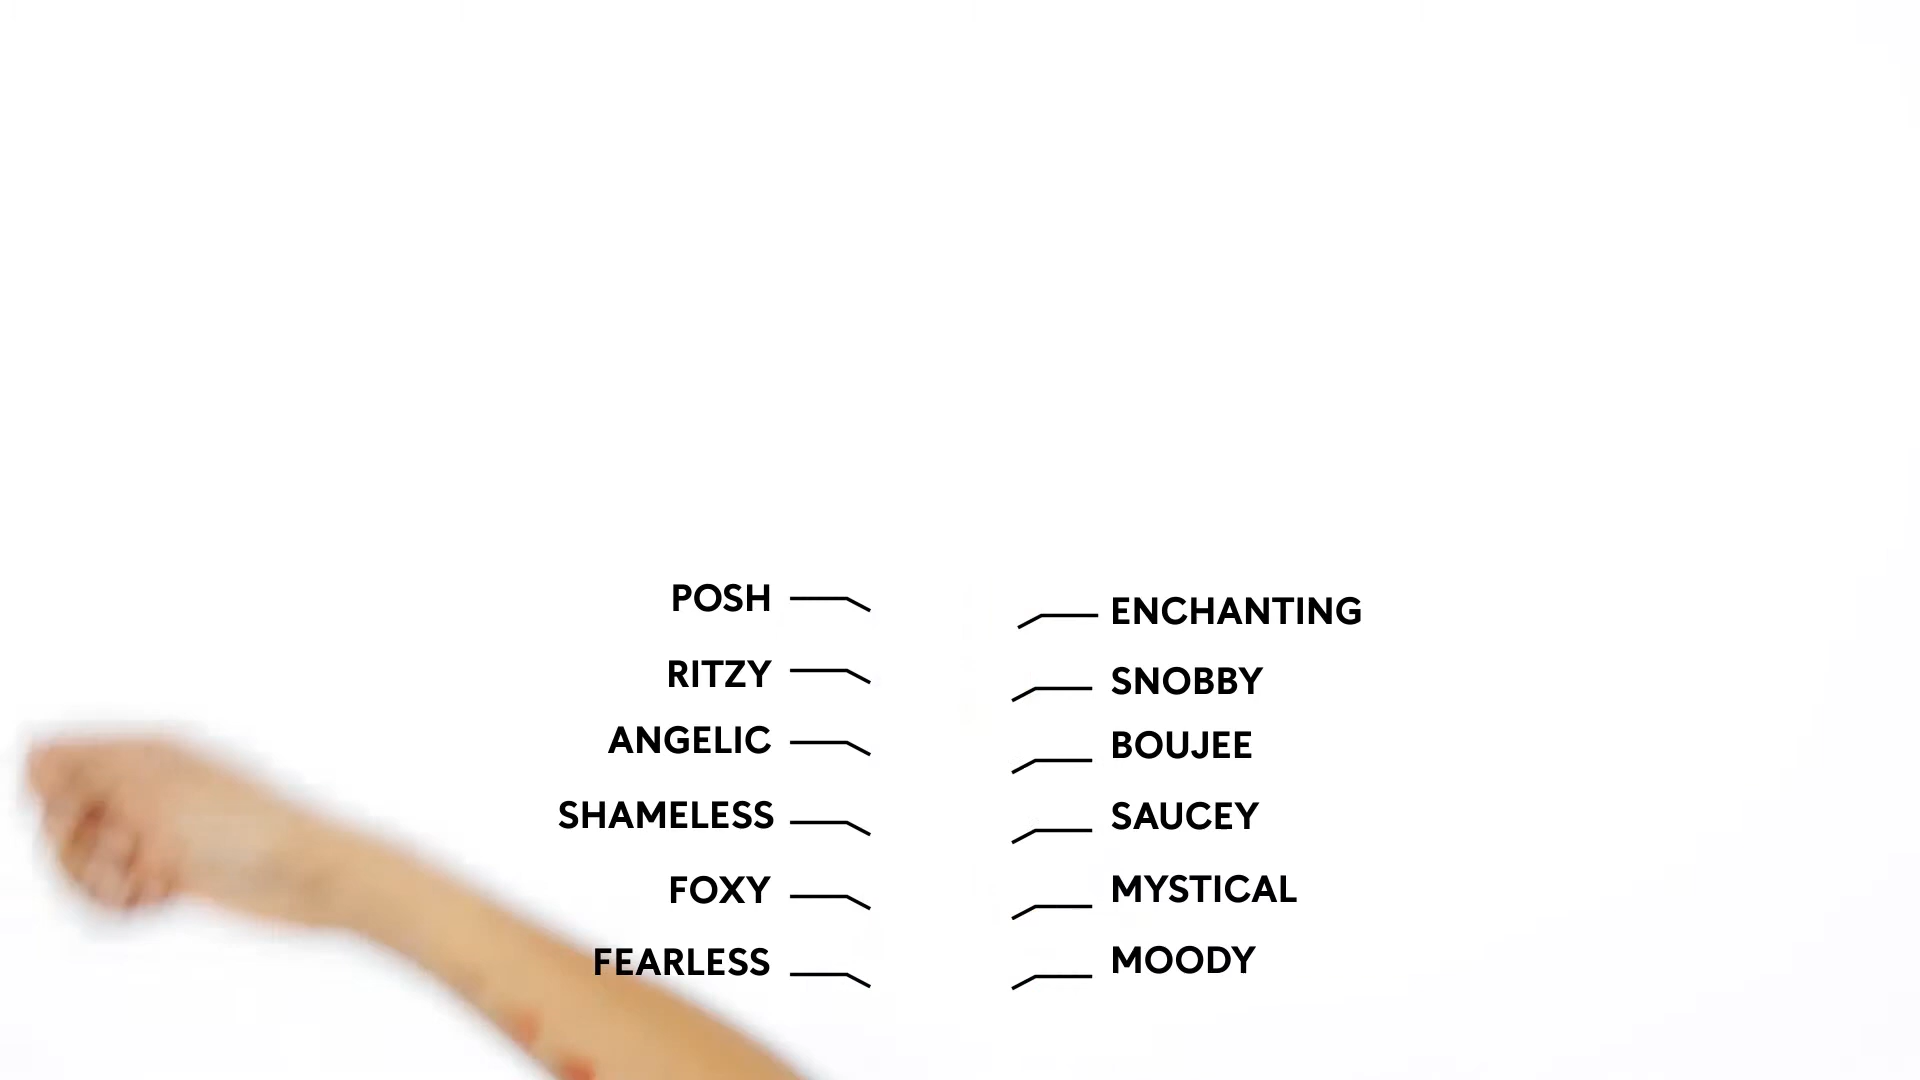 POSH
RITZY
ANGELIC
SHAMELESS
FOXY
FEARLESS
ENCHANTING
SNOBBY
BOUJEE
SAUCEY
MYSTICAL
MOODY